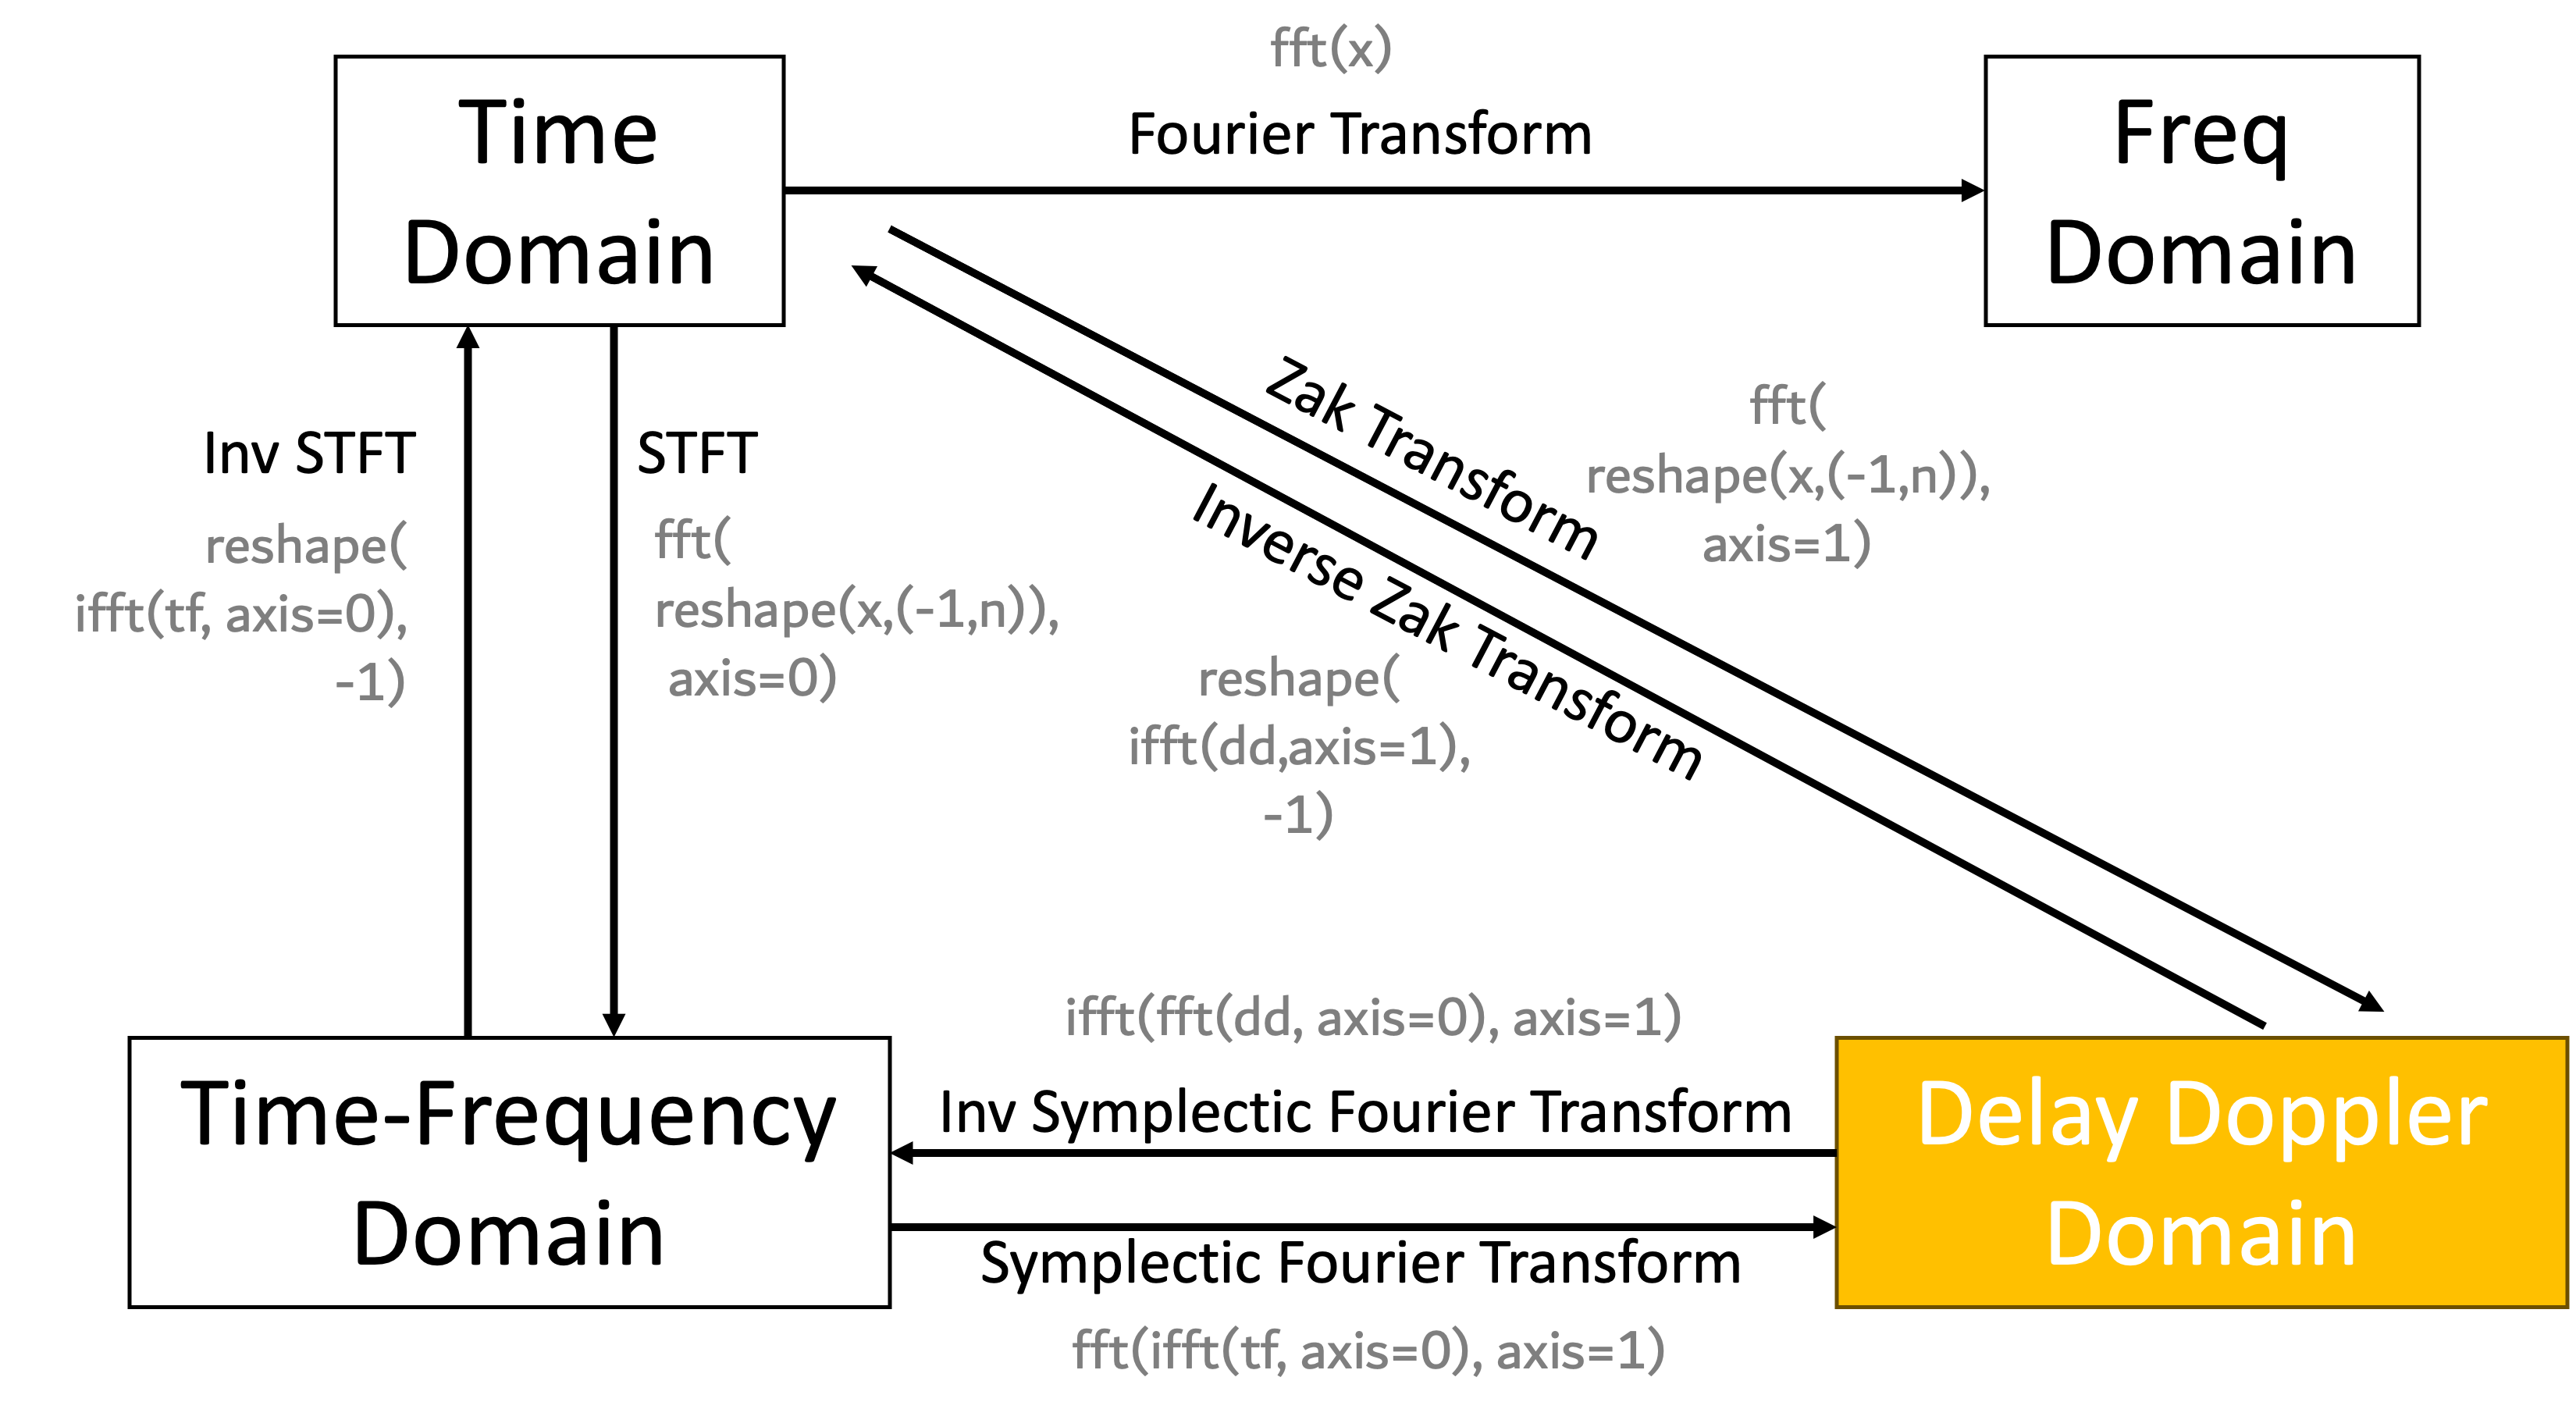 fft(x)
Fourier Transform
Time
Domain
Freq
Domain
Zak Transform
fft(
reshape(x,(-1,n)),
axis=1)
Inverse Zak Transform
reshape(
ifft(dd,axis=1),
-1)
Inv STFT
reshape(
ifft(tf, axis=0),
-1)
STFT
fft(
reshape(x,(-1,n)),
axis=0)
ifft(fft(dd, axis=0), axis=1)
Inv Symplectic Fourier Transform
Time-Frequency
Domain
Delay Doppler
Domain
Symplectic Fourier Transform
fft(ifft(tf, axis=0), axis=1)